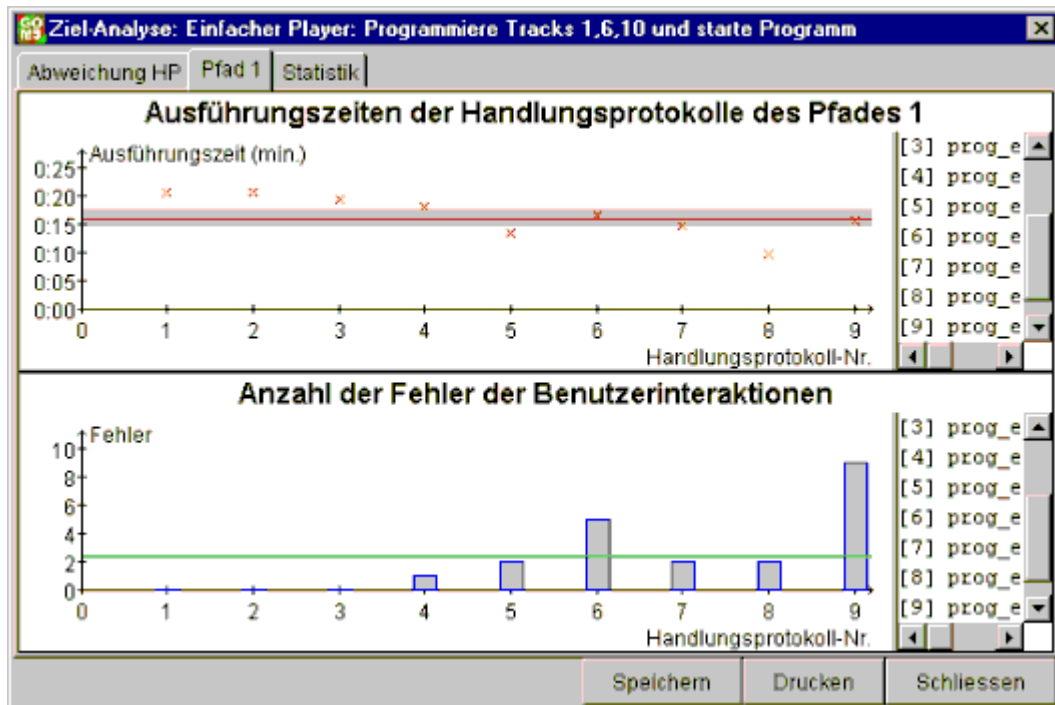 GO
Ziel-Analyse: Einfacher Player: Programmiere Tracks 1,6,10 und starte Programm
Abweichung HP Pfad 1 Statistik
Ausführungszeiten der Handlungsprotokolle des Pfades 1
Ausführungszeit (min.)
0:25
0:20
0:15
0:10
0:05
0:00
0 1 2 3 4 5 6 7 8 9
Handlungsprotokoll-Nr.
[3] prog_e
[4] prog_e
[5] prog_e
[6] prog_e
[7] prog_e
[8] prog_e
[9] prog_e
Anzahl der Fehler der Benutzerinteraktionen
Fehler
10
8
6
4
2
0
0 1 2 3 4 5 6 7 8 9
Handlungsprotokoll-Nr.
[3] prog_e
[4] prog_e
[5] prog_e
[6] prog_e
[7] prog_e
[8] prog_e
[9] prog_e
Speichern Drucken Schliessen